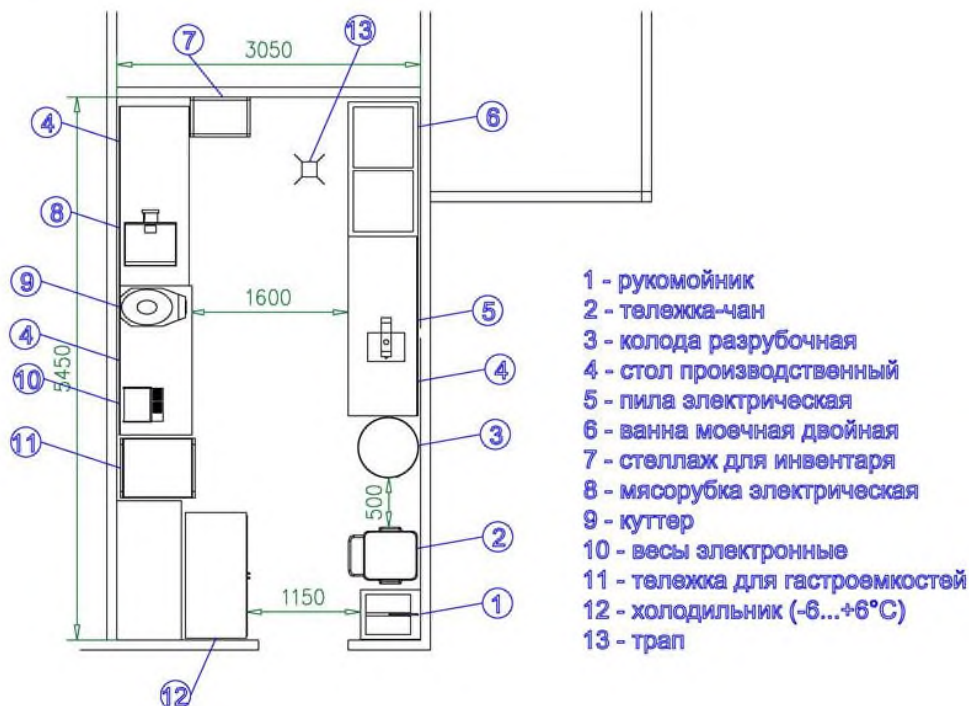 3050
13
7
4
6
8
9
1600
5
4
4
5450
10
11
3
500
2
1150
1
12
1 - рукомойник
2 - тележка-чан
3 - колода разрубочная
4 - стол производственный
5 - пила электрическая
6 - ванна моечная двойная
7 - стеллаж для инвентаря
8 - мясорубка электрическая
9 - куттер
10 - весы электронные
11 - тележка для гастроемкостей
12 - холодильник (-6...+6°C)
13 - трап